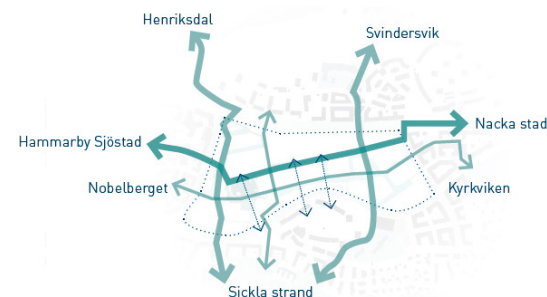 Henriksdal
Svindersvik
Nacka stad
Hammarby Sjöstad
Nobelberget
Kyrkviken
Sickla strand